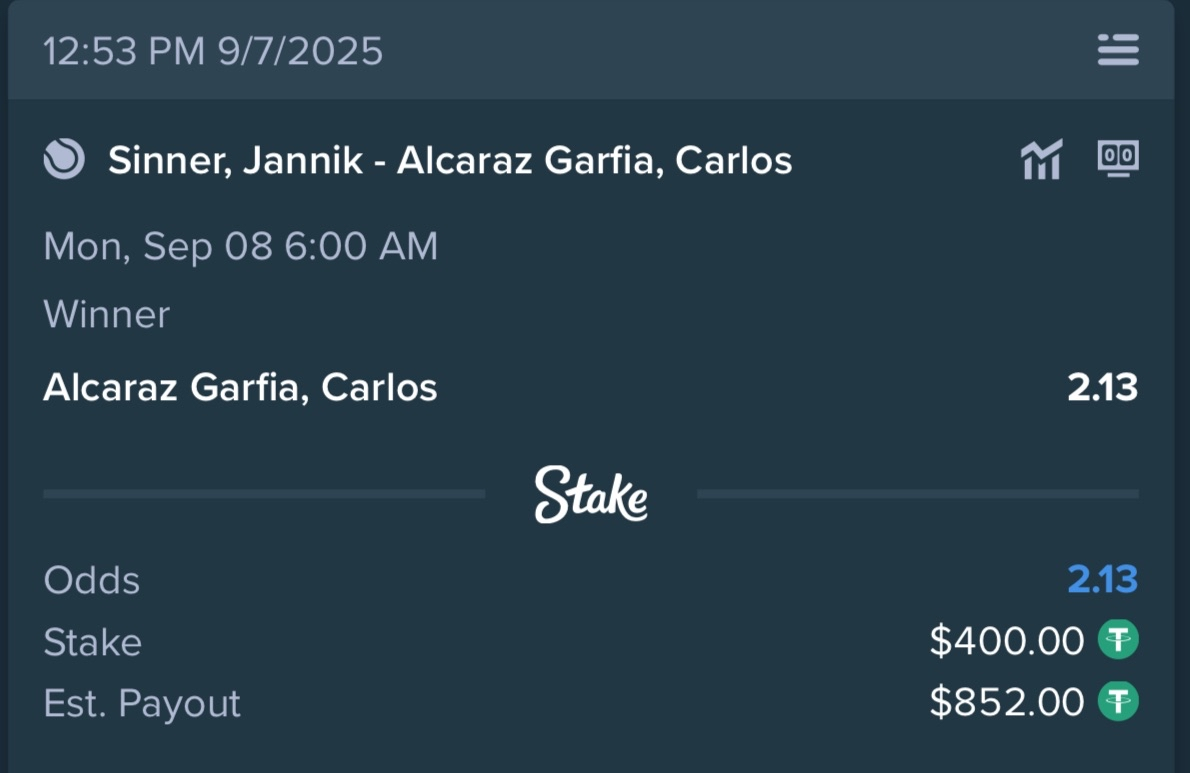 12:53 PM 9/7/2025
Sinner, Jannik - Alcaraz Garfia, Carlos
00
Mon, Sep 08 6:00 AM
Winner
Alcaraz Garfia, Carlos 2.13
Stake
Odds 2.13
Stake $400.00
Est. Payout $852.00